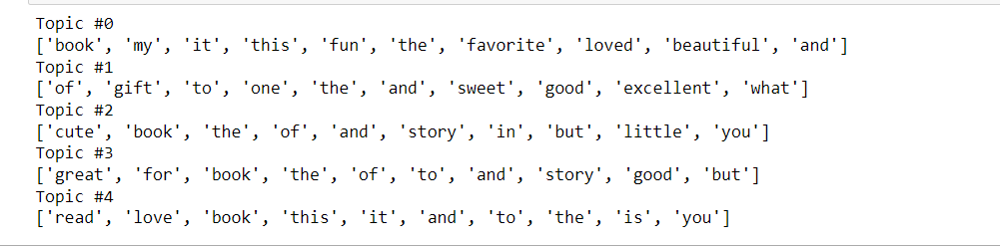 Topic #0
['book', 'my', 'it', 'this', 'fun', 'the', 'favorite', 'loved', 'beautiful', 'and']
Topic #1
['of', 'gift', 'to', 'one', 'the', 'and', 'sweet', 'good', 'excellent', 'what']
Topic #2
['cute', 'book', 'the', 'of', 'and', 'story', 'in', 'but', 'little', 'you']
Topic #3
['great', 'for', 'book', 'the', 'of', 'to', 'and', 'story', 'good', 'but']
Topic #4
['read', 'love', 'book', 'this', 'it', 'and', 'to', 'the', 'is', 'you']